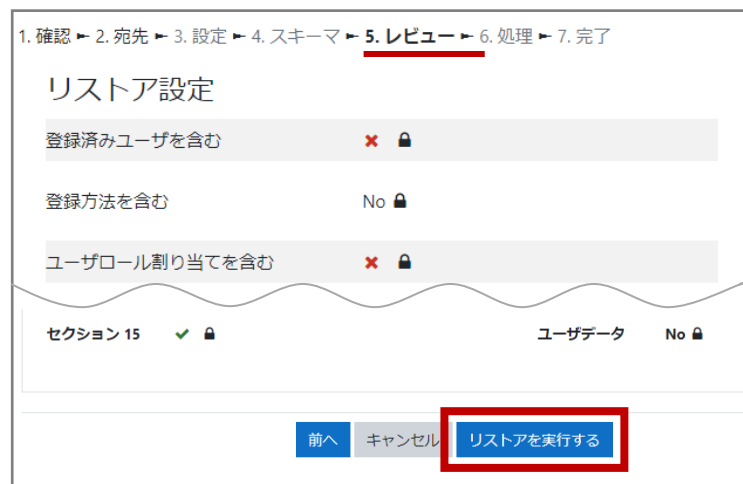 1. 確認 ► 2. 宛先 ► 3. 設定 ► 4. スキーマ ► 5. レビュー ► 6. 処理 ► 7. 完了
リストア設定
登録済みユーザを含む
登録方法を含む No
ユーザロール割り当てを含む
セクション 15 ユーザデータ No
前へ キャンセル リストアを実行する